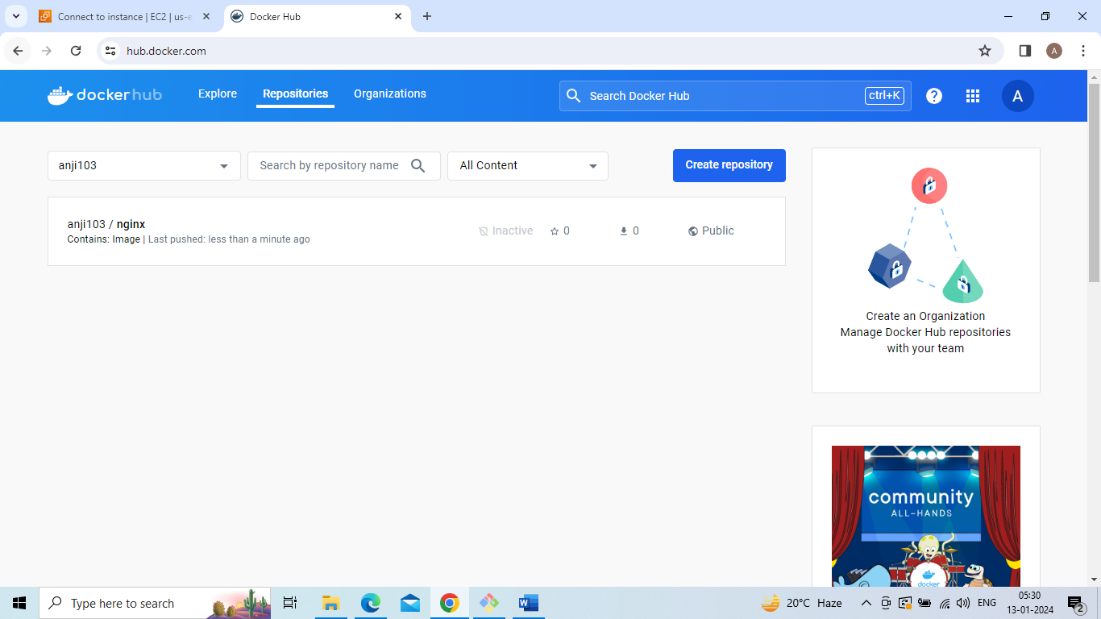 Connect to instance | EC2 | us-e
Docker Hub
hub.docker.com
A
dockerhub
Explore
Repositories
Organizations
Search Docker Hub
ctrl+K
?
A
anji103
Search by repository name
All Content
Create repository
anji103 / nginx
Contains: Image | Last pushed: less than a minute ago
Inactive
0
0
Public
Create an Organization
Manage Docker Hub repositories
with your team
community
ALL-HANDS
docker
Type here to search
W
20°C Haze
ENG
05:30
13-01-2024
2